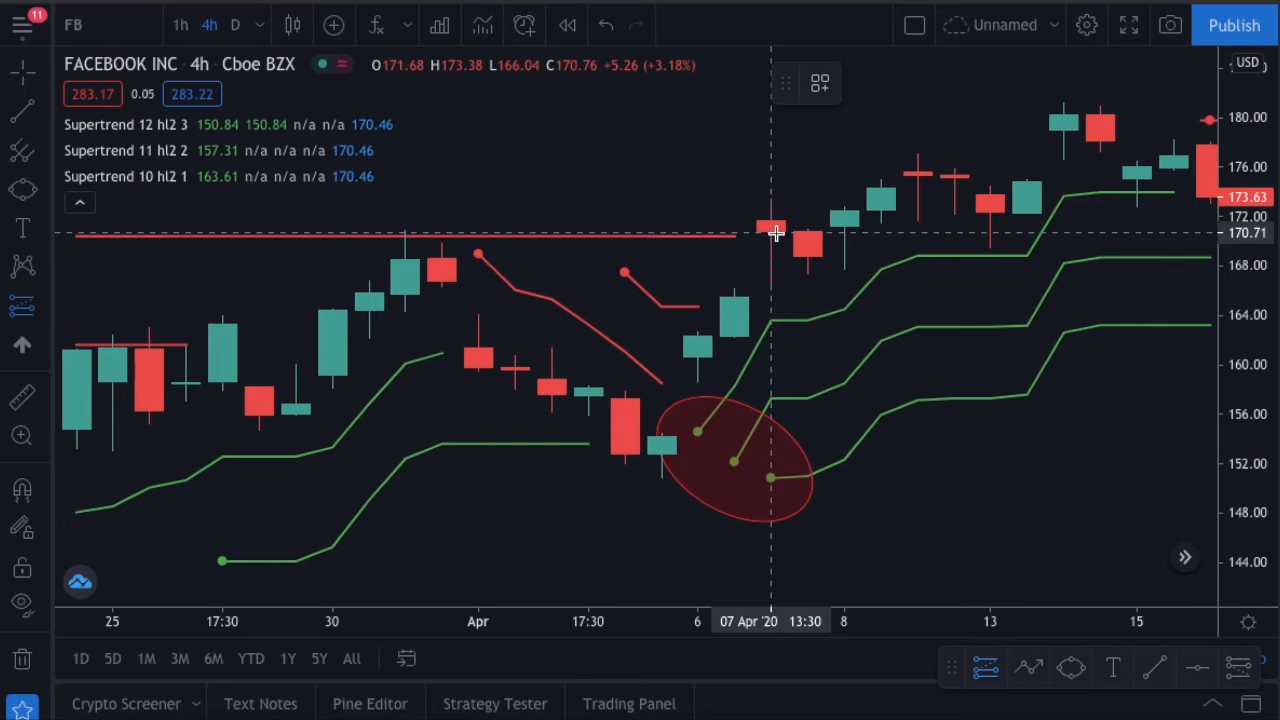 11
FB 1h 4h D Unnamed Publish
FACEBOOK INC 4h Cboe BZX O171.68 H173.38 L166.04 C170.76 +5.26 (+3.18%)
USD
283.17 0.05 283.22
Supertrend 12 hl2 3 150.84 150.84 n/a n/a 170.46
Supertrend 11 hl2 2 157.31 n/a n/a n/a 170.46
Supertrend 10 hl2 1 163.61 n/a n/a n/a 170.46
180.00
176.00
173.63
172.00
170.71
168.00
164.00
160.00
156.00
152.00
148.00
144.00
25 17:30 30 Apr 17:30 6 07 Apr '20 13:30 8 13 15
1D 5D 1M 3M 6M YTD 1Y 5Y All
Crypto Screener Text Notes Pine Editor Strategy Tester Trading Panel